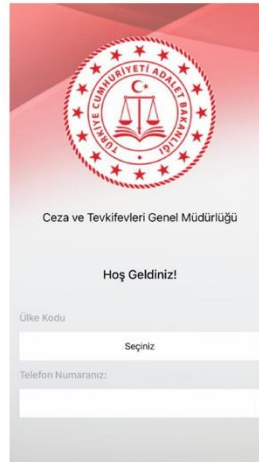 TÜRKİYE CUMHURİYETİ ADALET BAKANLIĞI
Ceza ve Tevkifevleri Genel Müdürlüğü
Hoş Geldiniz!
Ülke Kodu
Seçiniz
Telefon Numaranız: